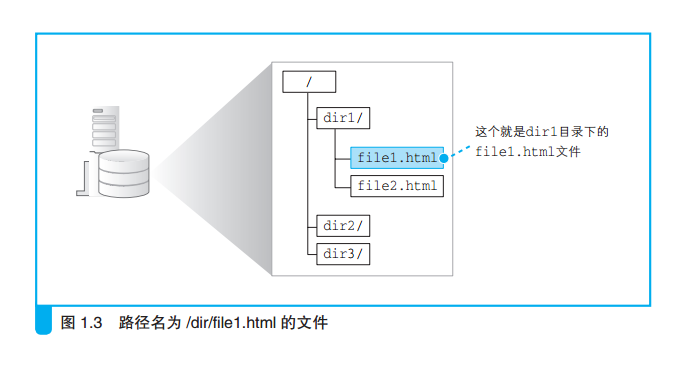 /
dir1/
file1.html
file2.html
dir2/
dir3/
这个就是dir1目录下的
file1.html文件
图 1.3 路径名为 /dir/file1.html 的文件